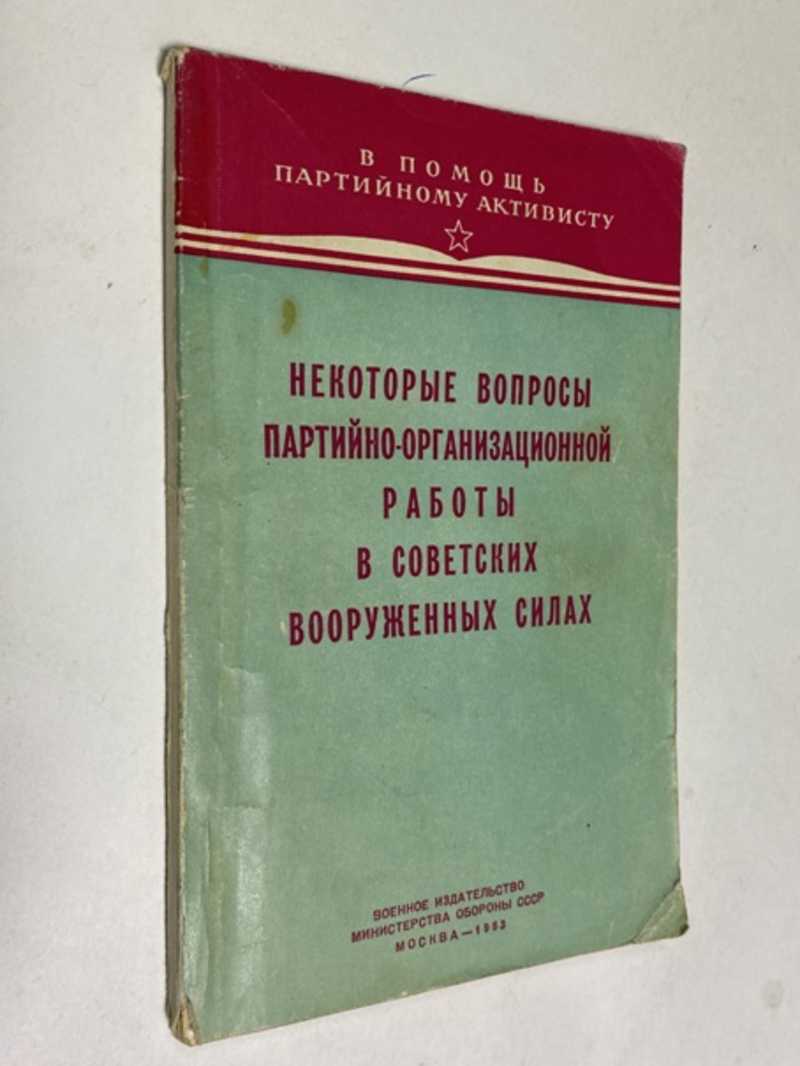 В ПОМОЩЬ
ПАРТИЙНОМУ АКТИВИСТУ
НЕКОТОРЫЕ ВОПРОСЫ
ПАРТИЙНО-ОРГАНИЗАЦИОННОЙ
РАБОТЫ
В СОВЕТСКИХ
ВООРУЖЕННЫХ СИЛАХ
ВОЕННОЕ ИЗДАТЕЛЬСТВО
МИНИСТЕРСТВА ОБОРОНЫ СССР
МОСКВА — 1963